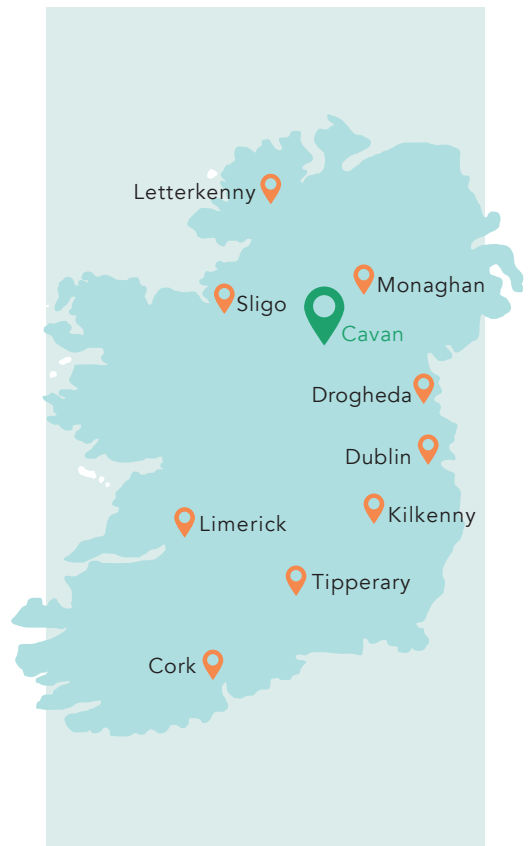 Letterkenny
Monaghan
Sligo
Cavan
Drogheda
Dublin
Kilkenny
Limerick
Tipperary
Cork